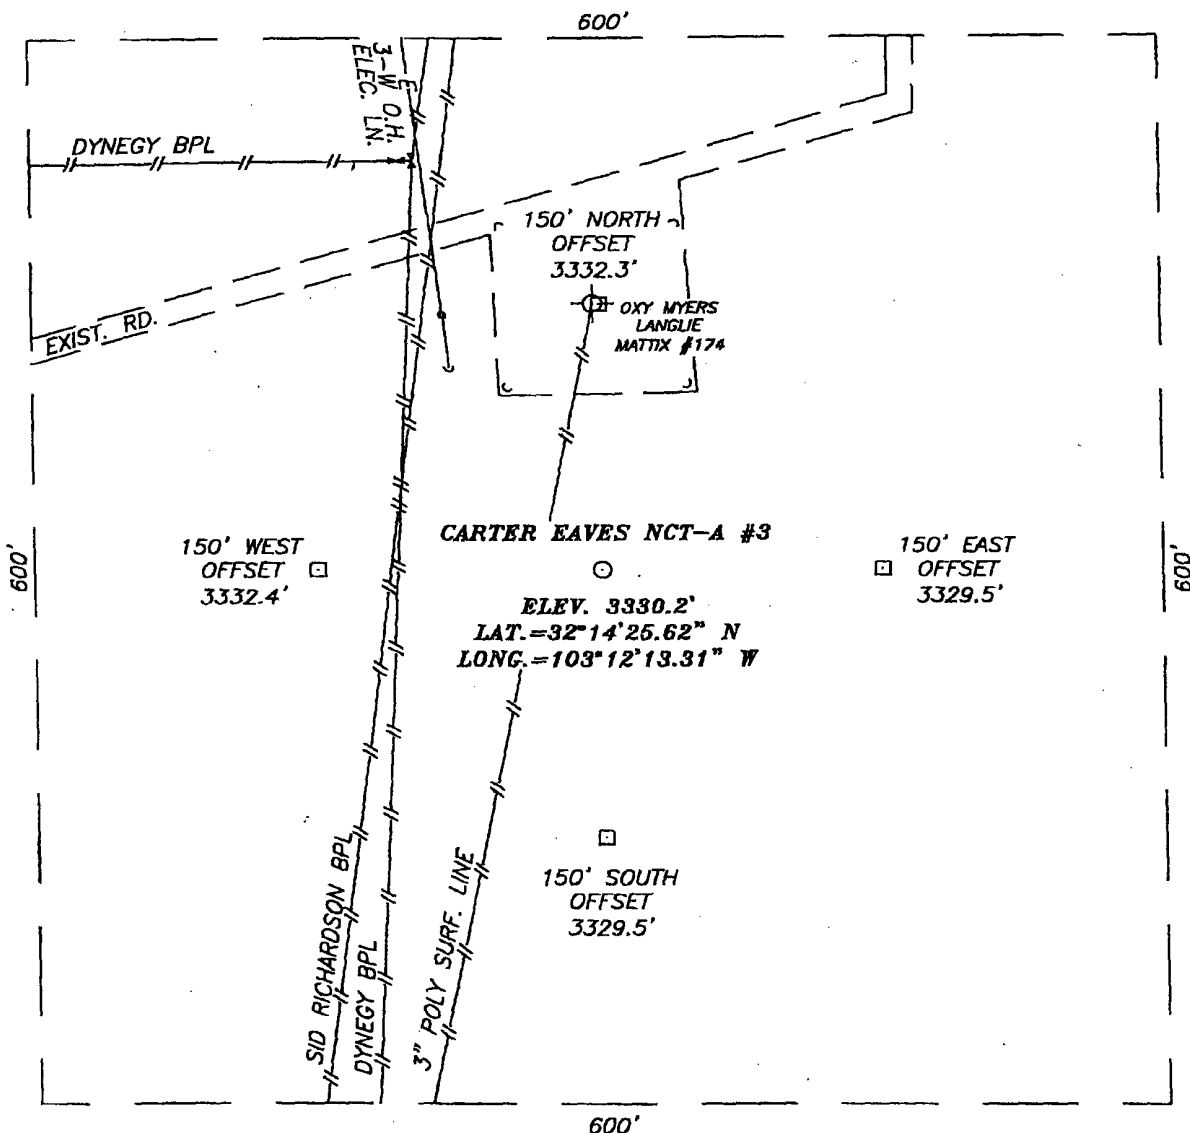 600'
3-W O.H.
ELEC. LN.
E
DYNEGY BPL
150' NORTH
OFFSET
3332.3'
OXY MYERS
LANGLIE
MATTIX #174
EXIST. RD.
600'
150' WEST
OFFSET
3332.4'
CARTER EAVES NCT-A #3
ELEV. 3330.2'
LAT.=32°14'25.62" N
LONG.=103°12'13.31" W
150' EAST
OFFSET
3329.5'
600'
150' SOUTH
OFFSET
3329.5'
SID RICHARDSON BPL
DYNEGY BPL
3" POLY SURF. LINE
600'